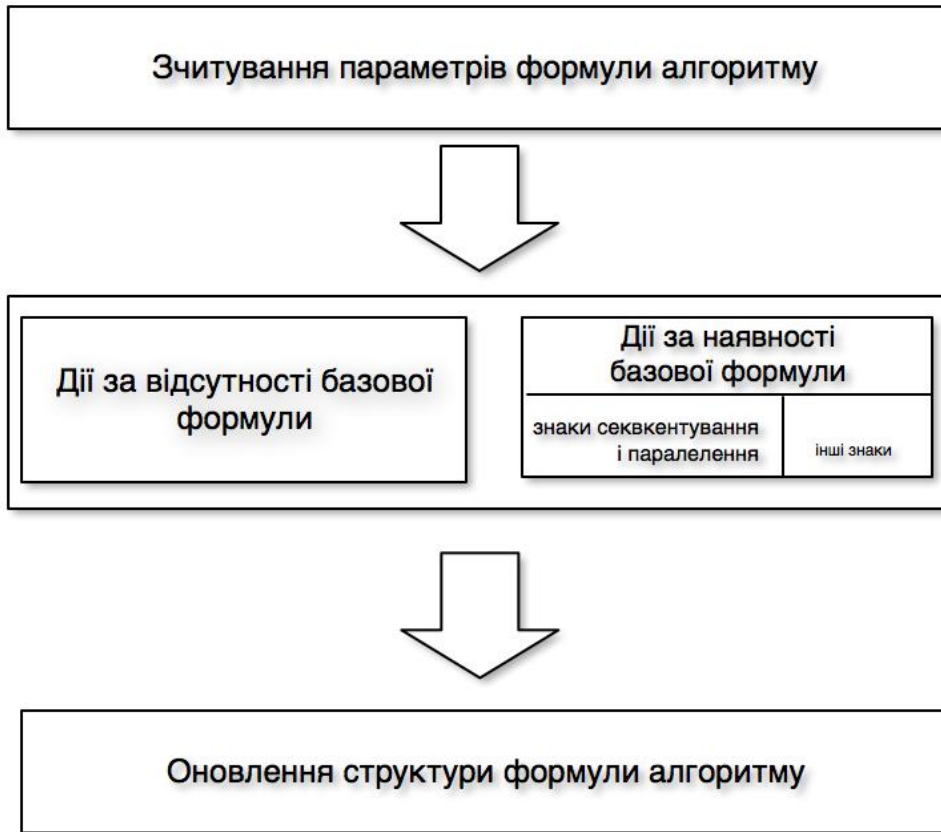 Зчитування параметрів формули алгоритму
Дії за відсутності базової
формули
Дії за наявності
базової формули
знаки секвкентування
і паралелення
інші знаки
Оновлення структури формули алгоритму